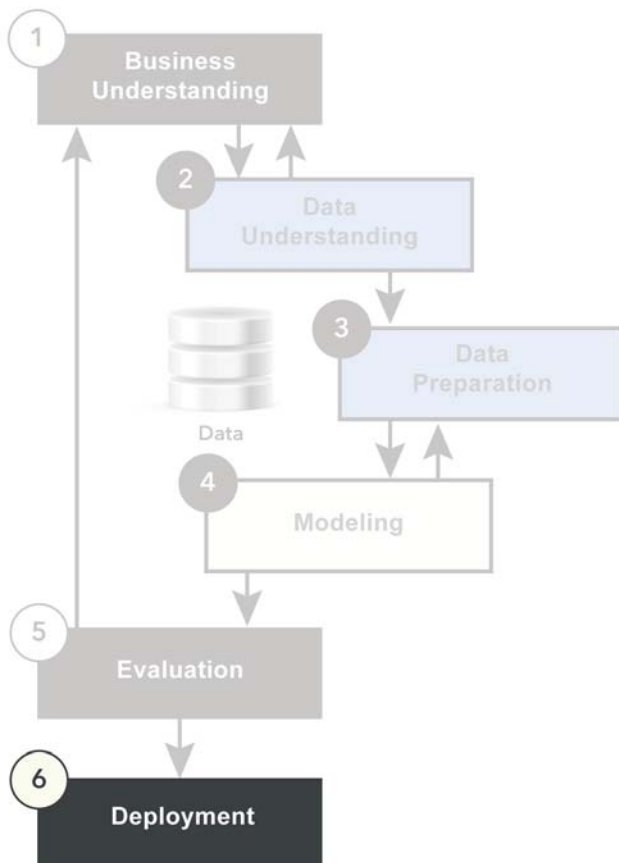 1
Business
Understanding
2
Data
Understanding
3
Data
Preparation
Data
4
Modeling
5
Evaluation
6
Deployment